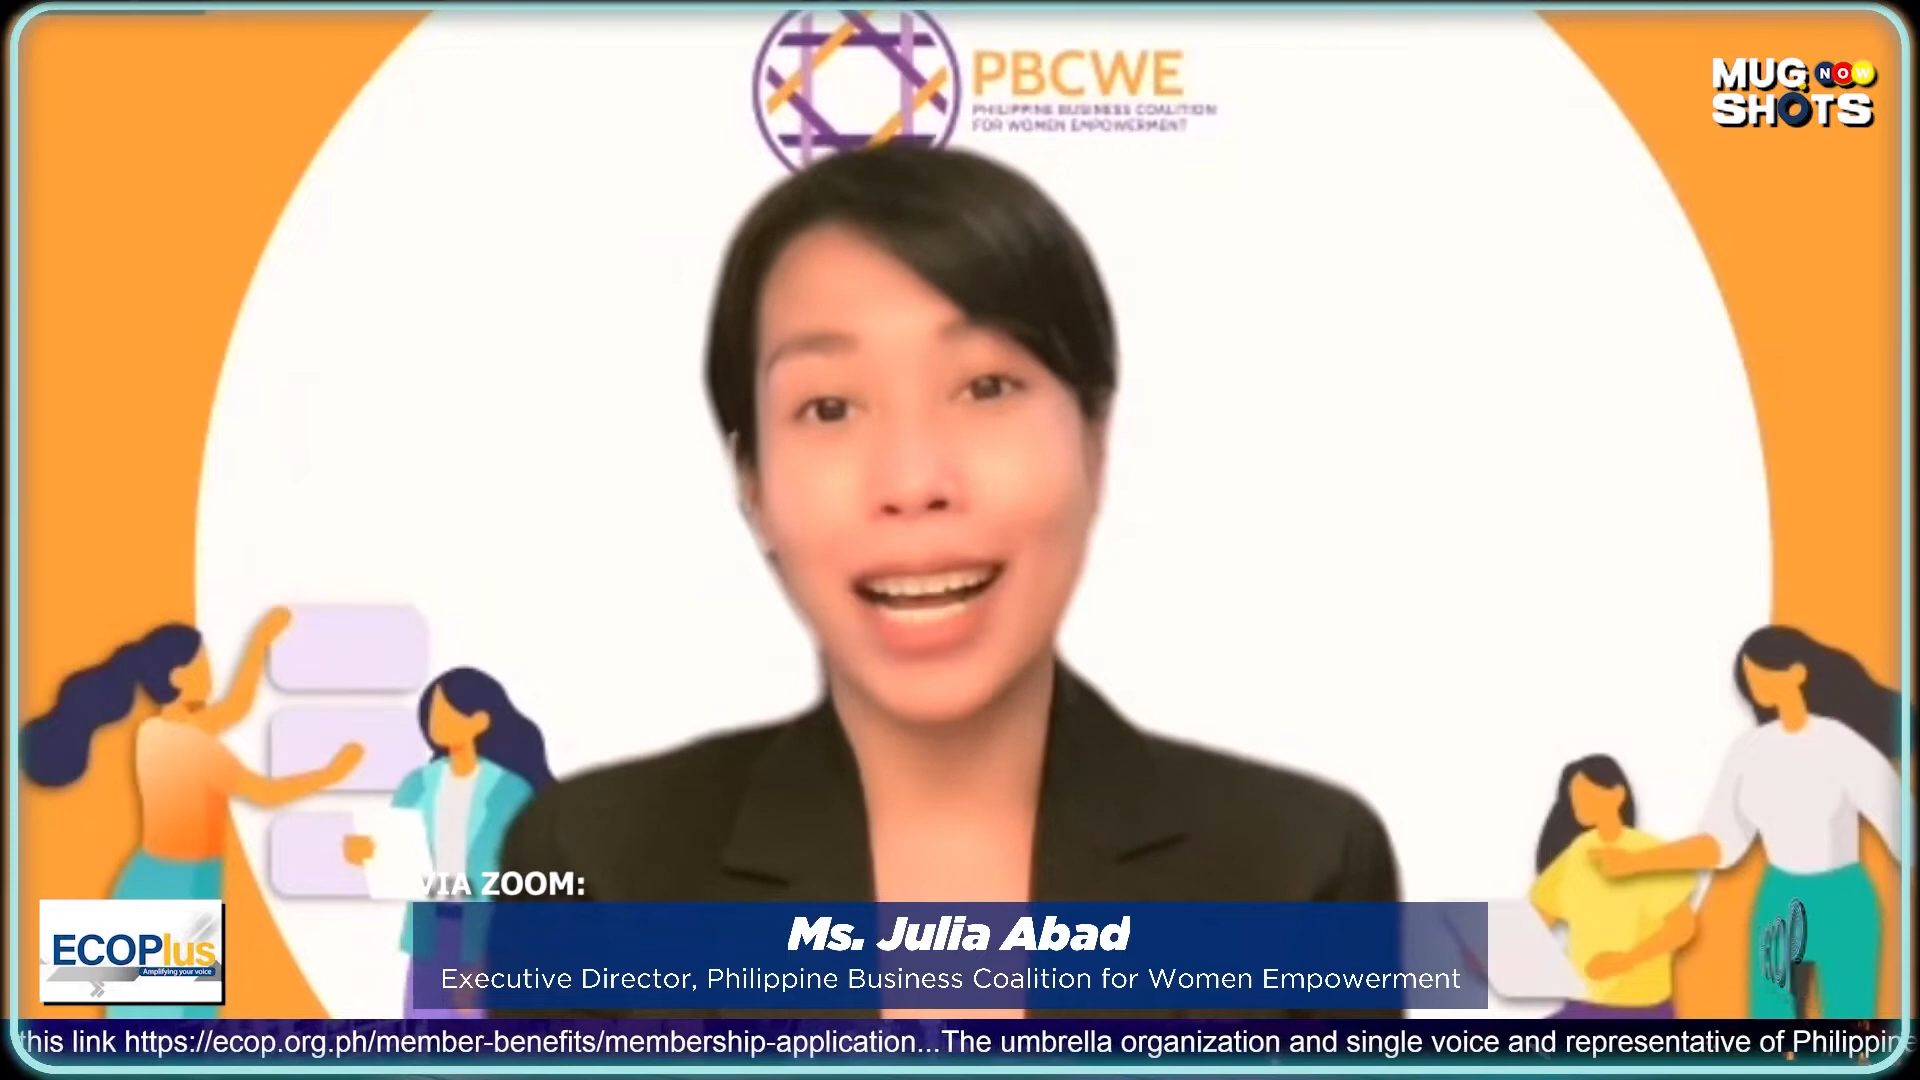 PBCWE
PHILIPPINE BUSINESS COALITION
FOR WOMEN EMPOWERMENT
MUG NOW
SHOTS
VIA ZOOM:
Ms. Julia Abad
Executive Director, Philippine Business Coalition for Women Empowerment
ECOPlus
Amplifying your voice
ECOP
this link https://ecop.org.ph/member-benefits/membership-application...The umbrella organization and single voice and representative of Philippine